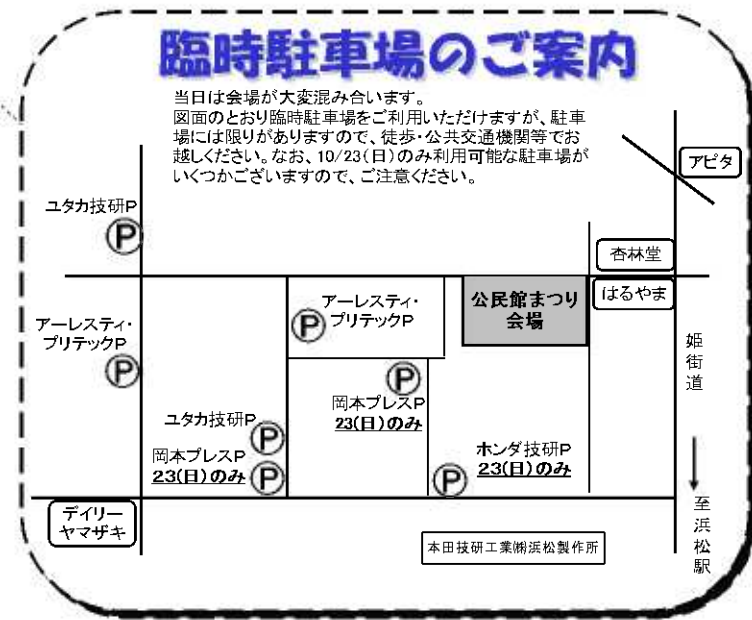 臨時駐車場のご案内
当日は会場が大変混み合います。
図面のとおり臨時駐車場をご利用いただけますが、駐車
場には限りがありますので、徒歩・公共交通機関等でお
越しください。なお、10/23(日)のみ利用可能な駐車場が
いくつかございますので、ご注意ください。
アピタ
ユタカ技研P
P
杏林堂
はるやま
公民館まつり
会場
アーレスティ・
プリテックP
P
アーレスティ・
プリテックP
P
姫街道
P
岡本プレスP
23(日)のみ
ユタカ技研P
P
岡本プレスP
23(日)のみ
P
ホンダ技研P
23(日)のみ
P
デイリー
ヤマザキ
本田技研工業㈱浜松製作所
至浜松駅